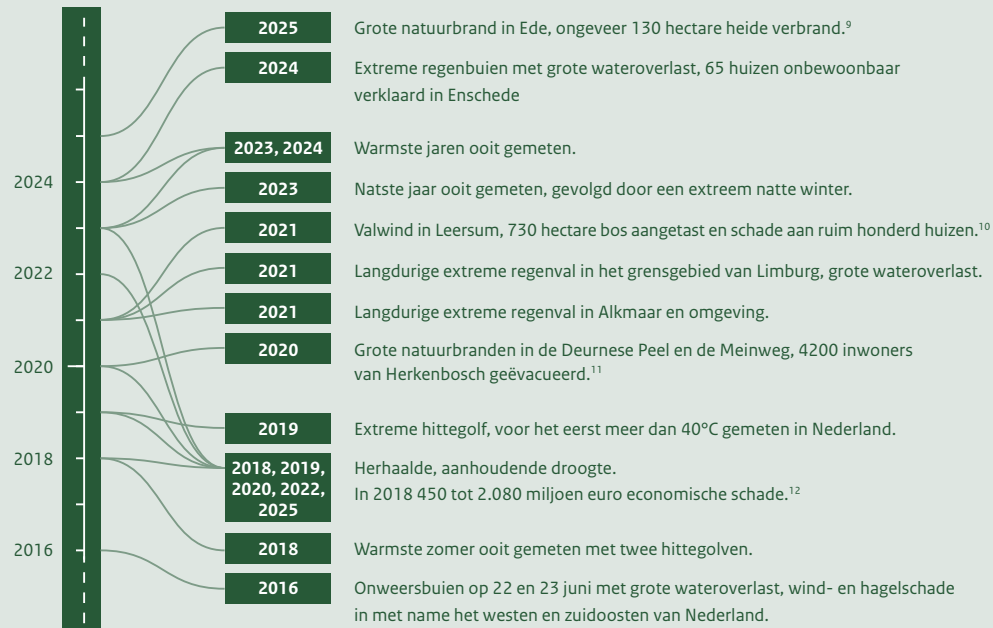 2025 Grote natuurbrand in Ede, ongeveer 130 hectare heide verbrand.⁹
2024 Extreme regenbuien met grote wateroverlast, 65 huizen onbewoonbaar
verklaard in Enschede
2023, 2024 Warmste jaren ooit gemeten.
2024
2023 Natste jaar ooit gemeten, gevolgd door een extreem natte winter.
2021 Valwind in Leersum, 730 hectare bos aangetast en schade aan ruim honderd huizen.¹⁰
2022
2021 Langdurige extreme regenval in het grensgebied van Limburg, grote wateroverlast.
2021 Langdurige extreme regenval in Alkmaar en omgeving.
2020 Grote natuurbranden in de Deurnese Peel en de Meinweg, 4200 inwoners
van Herkenbosch geëvacueerd.¹¹
2020
2019 Extreme hittegolf, voor het eerst meer dan 40°C gemeten in Nederland.
2018
2018, 2019, Herhaalde, aanhoudende droogte.
2020, 2022, In 2018 450 tot 2.080 miljoen euro economische schade.¹²
2025
2016
2018 Warmste zomer ooit gemeten met twee hittegolven.
2016 Onweersbuien op 22 en 23 juni met grote wateroverlast, wind- en hagelschade
in met name het westen en zuidoosten van Nederland.